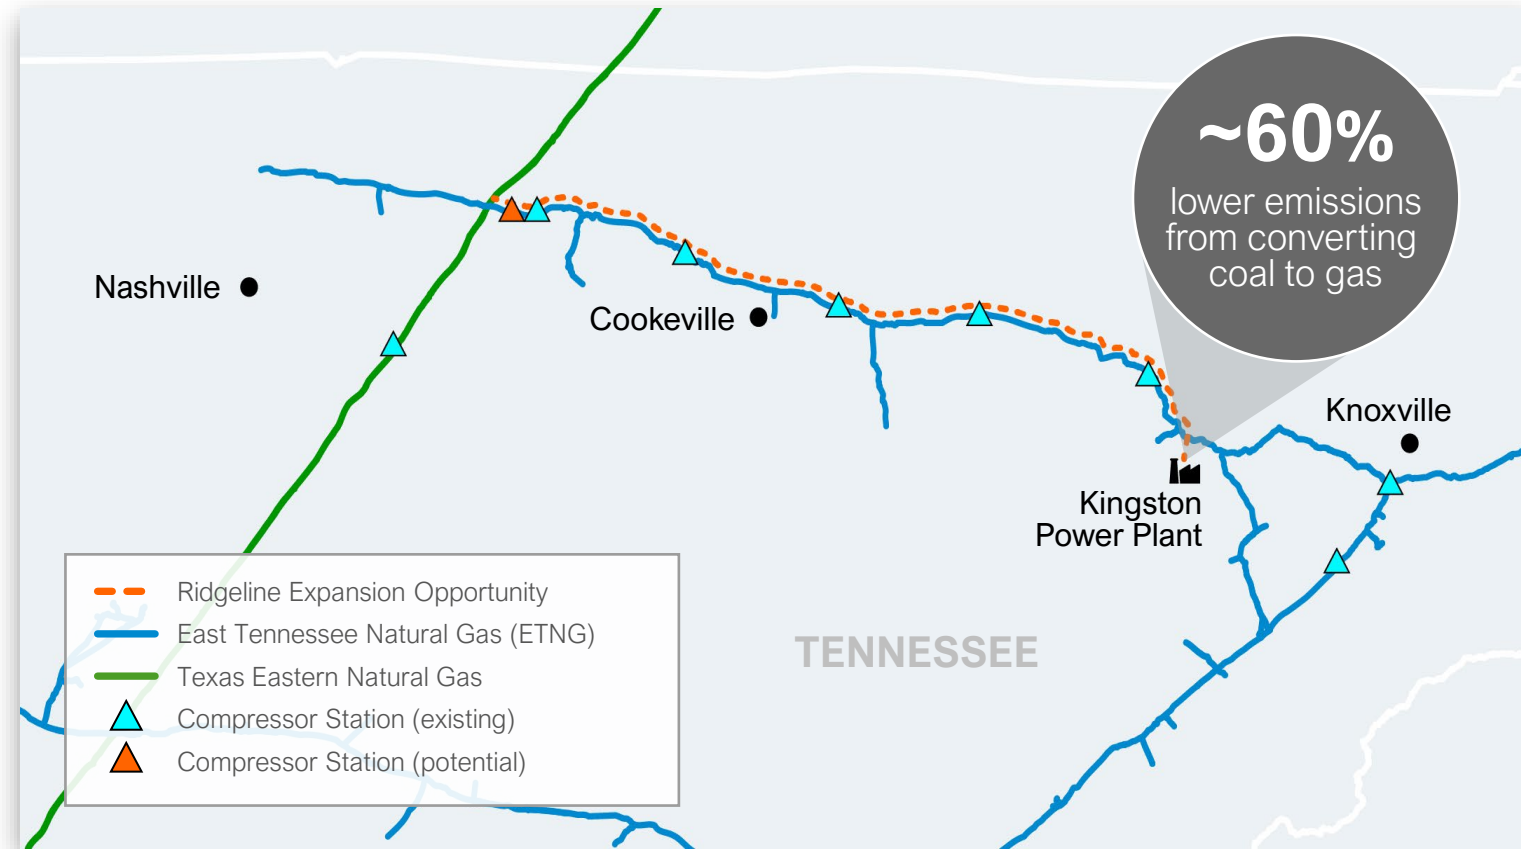 ~60%
lower emissions
from converting
coal to gas
Nashville
Cookeville
Knoxville
Kingston
Power Plant
TENNESSEE
Ridgeline Expansion Opportunity
East Tennessee Natural Gas (ETNG)
Texas Eastern Natural Gas
Compressor Station (existing)
Compressor Station (potential)